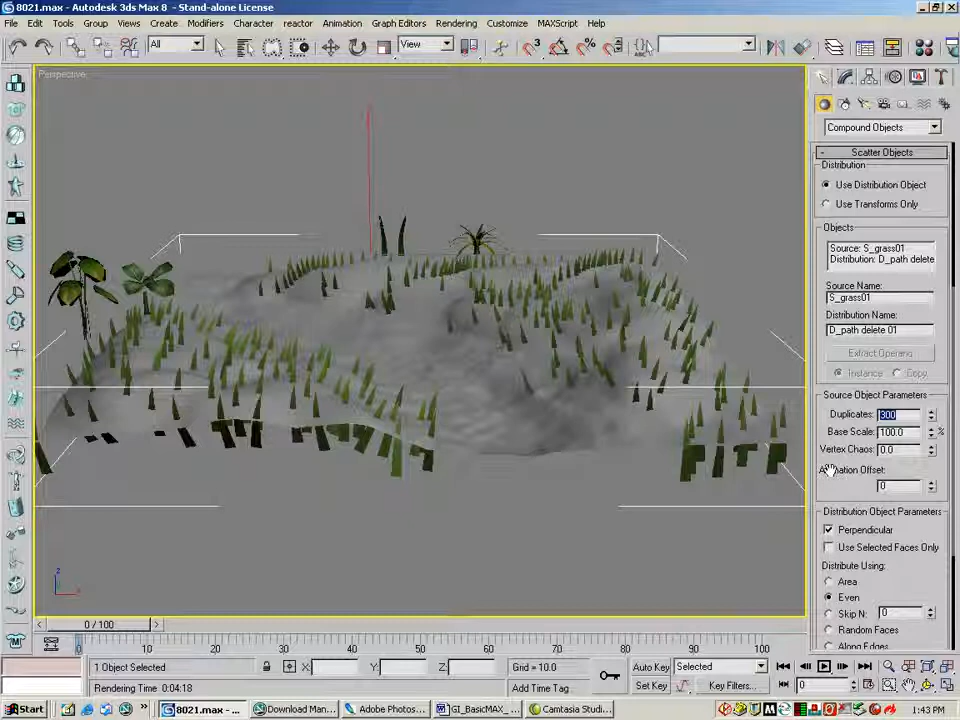 8021.max - Autodesk 3ds Max 8 - Stand-alone License
File Edit Tools Group Views Create Modifiers Character reactor Animation Graph Editors Rendering Customize MAXScript Help
All View
Perspective
Compound Objects
- Scatter Objects
Distribution
Use Distribution Object
Use Transforms Only
Objects
Source: S_grass01
Distribution: D_path delete
Source Name:
S_grass01
Distribution Name:
D_path delete 01
Extract Operand
Instance Copy
Source Object Parameters
Duplicates: 300
Base Scale: 100.0 %
Vertex Chaos: 0.0
Offset:
0
Distribution Object Parameters
Perpendicular
Use Selected Faces Only
Distribute Using:
Area
Even
Skip N: 0
Random Faces
Along Edges
z
x
< 0 / 100 >
0 10 20 30 40 50 60 70 80 90 100
1 Object Selected X: Y: Z: Grid = 10.0 Auto Key Selected
Rendering Time 0:04:18 Add Time Tag Set Key Key Filters... 0
Start » 8021.max - ... Download Man... Adobe Photos... GI_BasicMAX_... Camtasia Studi... 1:43 PM